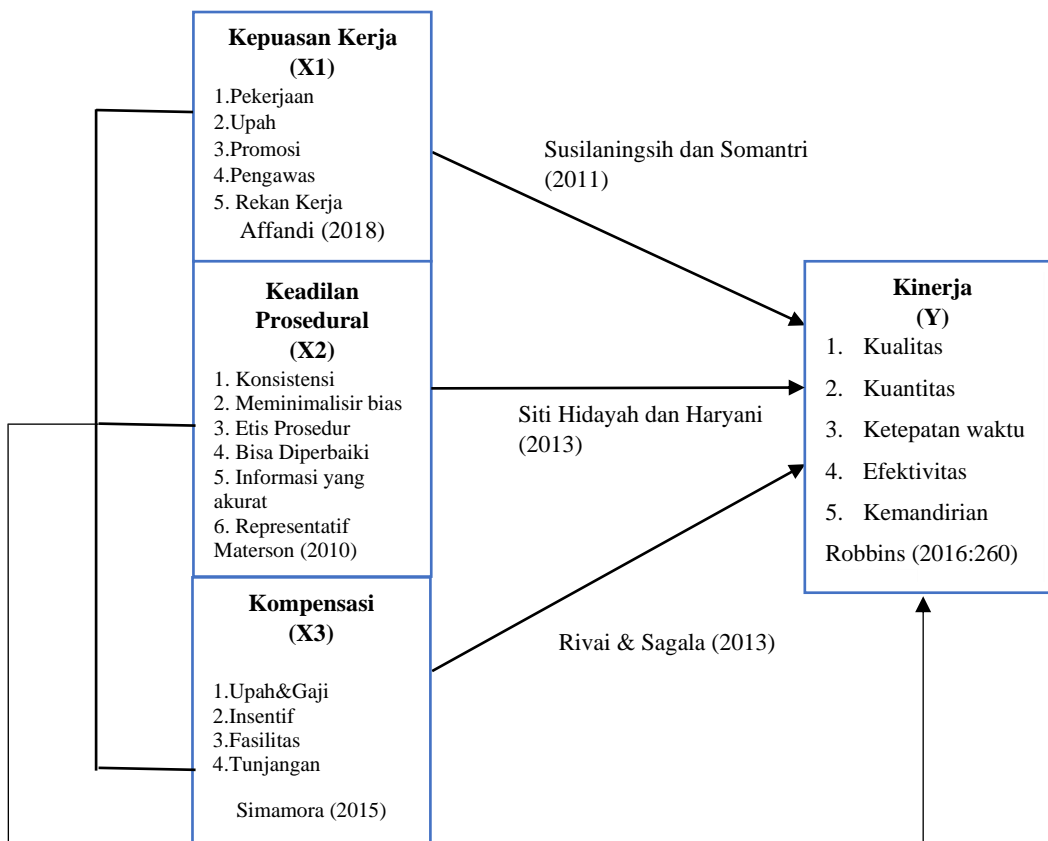 Kepuasan Kerja
(X1)
1.Pekerjaan
2.Upah
3.Promosi
4.Pengawas
5. Rekan Kerja
Affandi (2018)
Keadilan
Prosedural
(X2)
1. Konsistensi
2. Meminimalisir bias
3. Etis Prosedur
4. Bisa Diperbaiki
5. Informasi yang
akurat
6. Representatif
Materson (2010)
Kompensasi
(X3)
1.Upah&Gaji
2.Insentif
3.Fasilitas
4.Tunjangan
Simamora (2015)
Susilaningsih dan Somantri
(2011)
Siti Hidayah dan Haryani
(2013)
Rivai & Sagala (2013)
Kinerja
(Y)
1. Kualitas
2. Kuantitas
3. Ketepatan waktu
4. Efektivitas
5. Kemandirian
Robbins (2016:260)